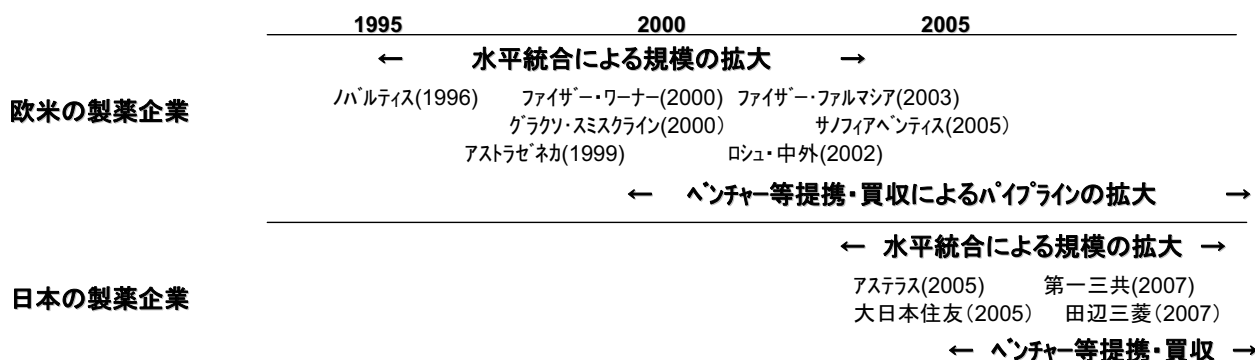 1995 2000 2005
← 水平統合による規模の拡大 →
欧米の製薬企業
ﾉﾊﾞﾙﾃｨｽ(1996) ﾌｧｲｻﾞｰ・ﾜｰﾅｰ(2000) ﾌｧｲｻﾞｰ・ﾌｧﾙﾏｼｱ(2003)
ｸﾞﾗｸｿ・ｽﾐｽｸﾗｲﾝ(2000） ｻﾉﾌｨｱﾍﾞﾝﾃｨｽ(2005）
ｱｽﾄﾗｾﾞﾈｶ(1999) ﾛｼｭ・中外(2002)
← ﾍﾞﾝﾁｬｰ等提携・買収によるﾊﾟｲﾌﾟﾗｲﾝの拡大 →
← 水平統合による規模の拡大 →
日本の製薬企業
ｱｽﾃﾗｽ(2005) 第一三共(2007)
大日本住友（2005） 田辺三菱（2007）
← ﾍﾞﾝﾁｬｰ等提携・買収 →